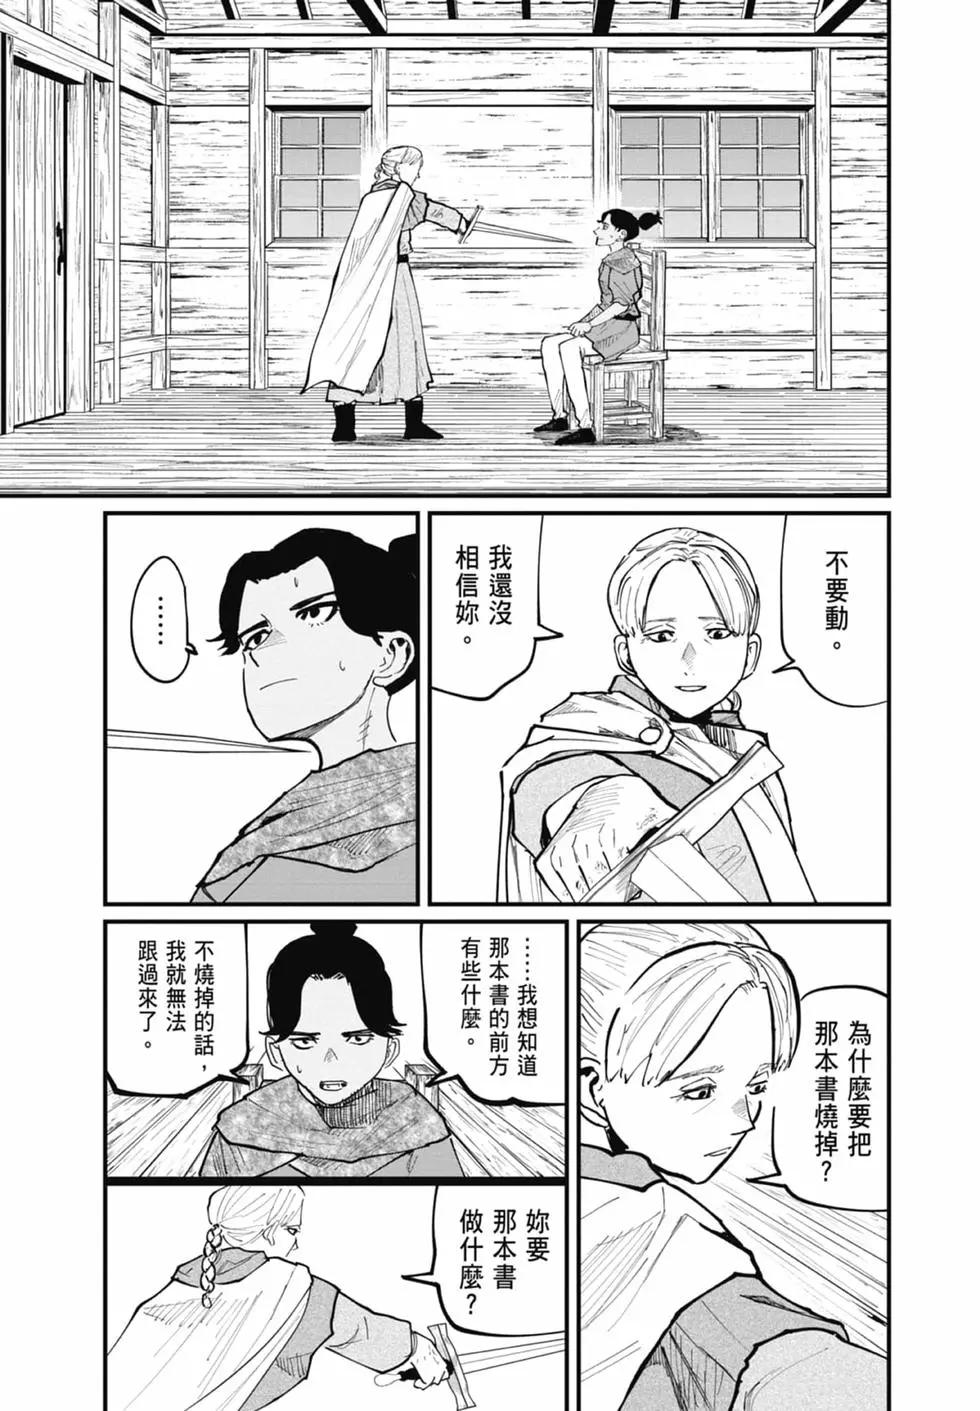 不要動。
我還沒
相信妳。
……
為什麼要把
那本書燒掉?
……我想知道
那本書的前方
有些什麼。
不燒掉的話，
我就無法
跟過來了。
妳要
那本書
做什麼?